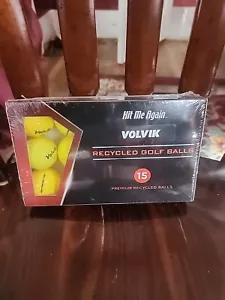 Hit Me Again
VOLVIK
RECYCLED GOLF BALLS
15
PREMIUM RECYCLED BALLS